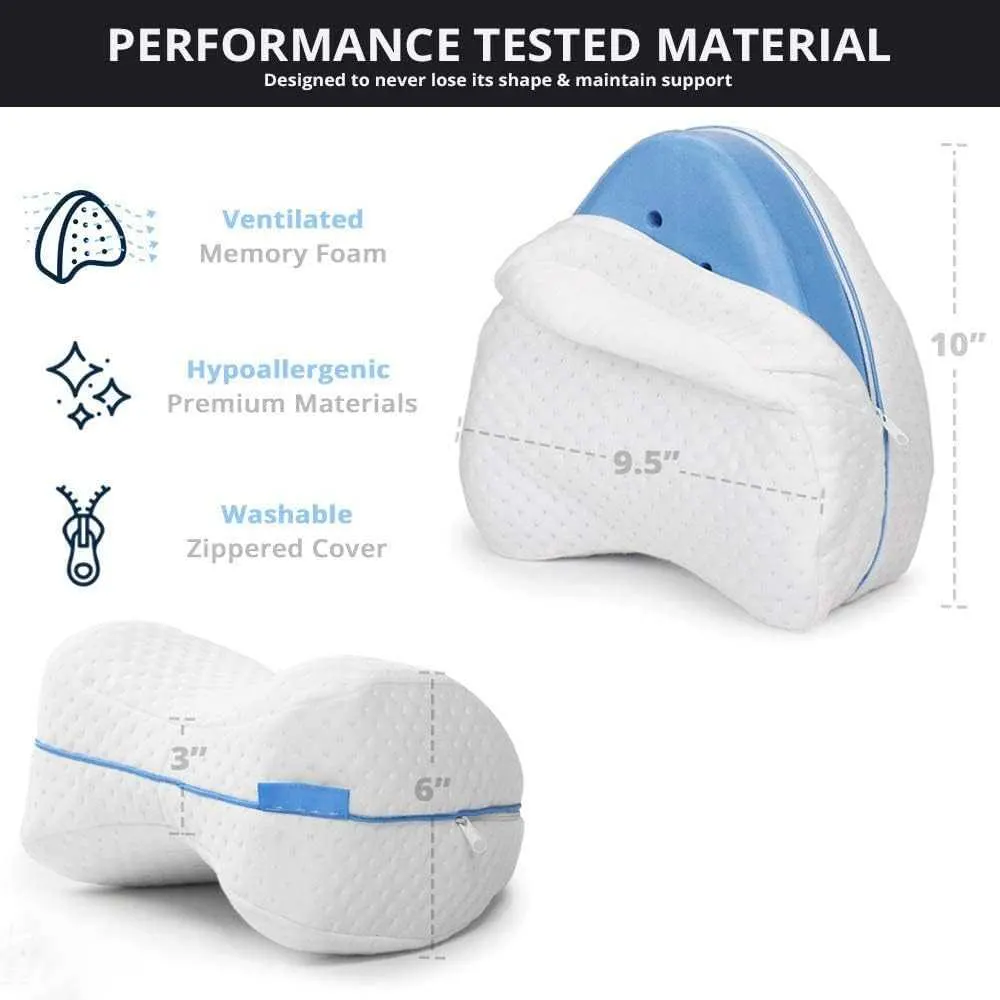 PERFORMANCE TESTED MATERIAL
Designed to never lose its shape & maintain support
Ventilated
Memory Foam
Hypoallergenic
Premium Materials
Washable
Zippered Cover
10”
9.5”
3”
6”